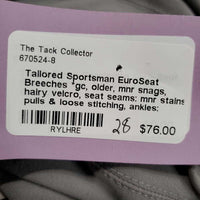 The Tack Collector
670524-8
Tailored Sportsman EuroSeat
Breeches *gc, older, mnr snags,
hairy velcro, seat seams: mnr stains
pulls & loose stitching, ankles:
RYLHRE
28 $76.00